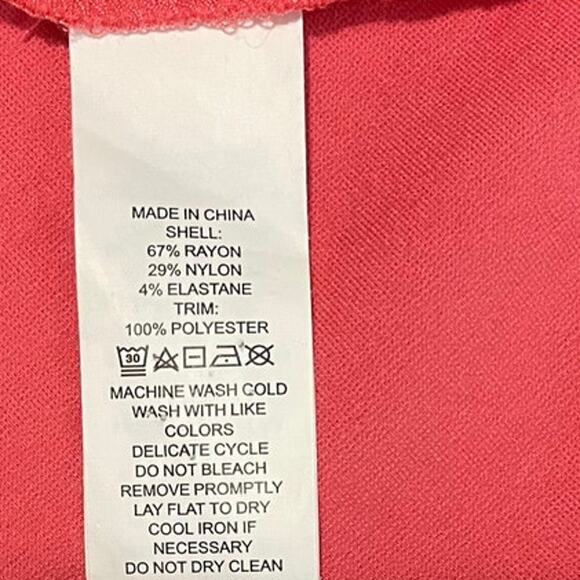 MADE IN CHINA
SHELL:
67% RAYON
29% NYLON
4% ELASTANE
TRIM:
100% POLYESTER
30
MACHINE WASH COLD
WASH WITH LIKE
COLORS
DELICATE CYCLE
DO NOT BLEACH
REMOVE PROMPTLY
LAY FLAT TO DRY
COOL IRON IF
NECESSARY
DO NOT DRY CLEAN